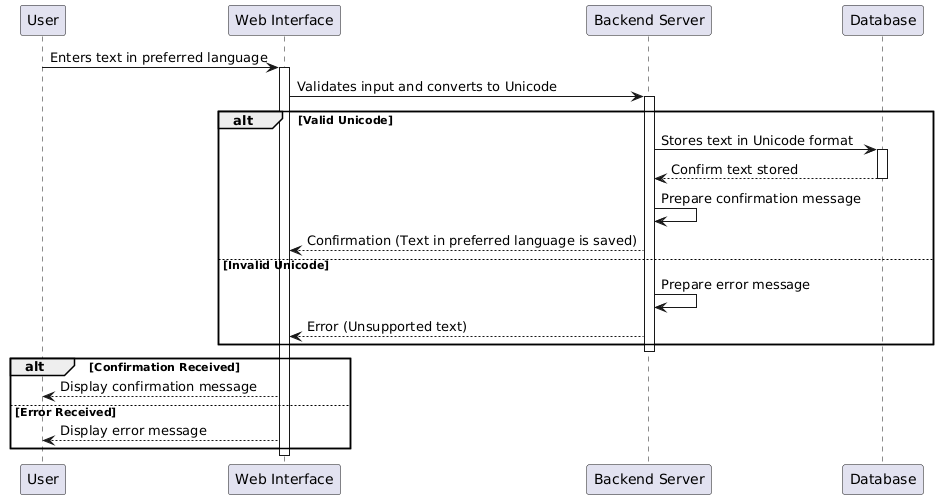 User
Web Interface
Backend Server
Database
Enters text in preferred language
Validates input and converts to Unicode
alt
[Valid Unicode]
Stores text in Unicode format
Confirm text stored
Prepare confirmation message
Confirmation (Text in preferred language is saved)
[Invalid Unicode]
Prepare error message
Error (Unsupported text)
alt
[Confirmation Received]
Display confirmation message
[Error Received]
Display error message
User
Web Interface
Backend Server
Database